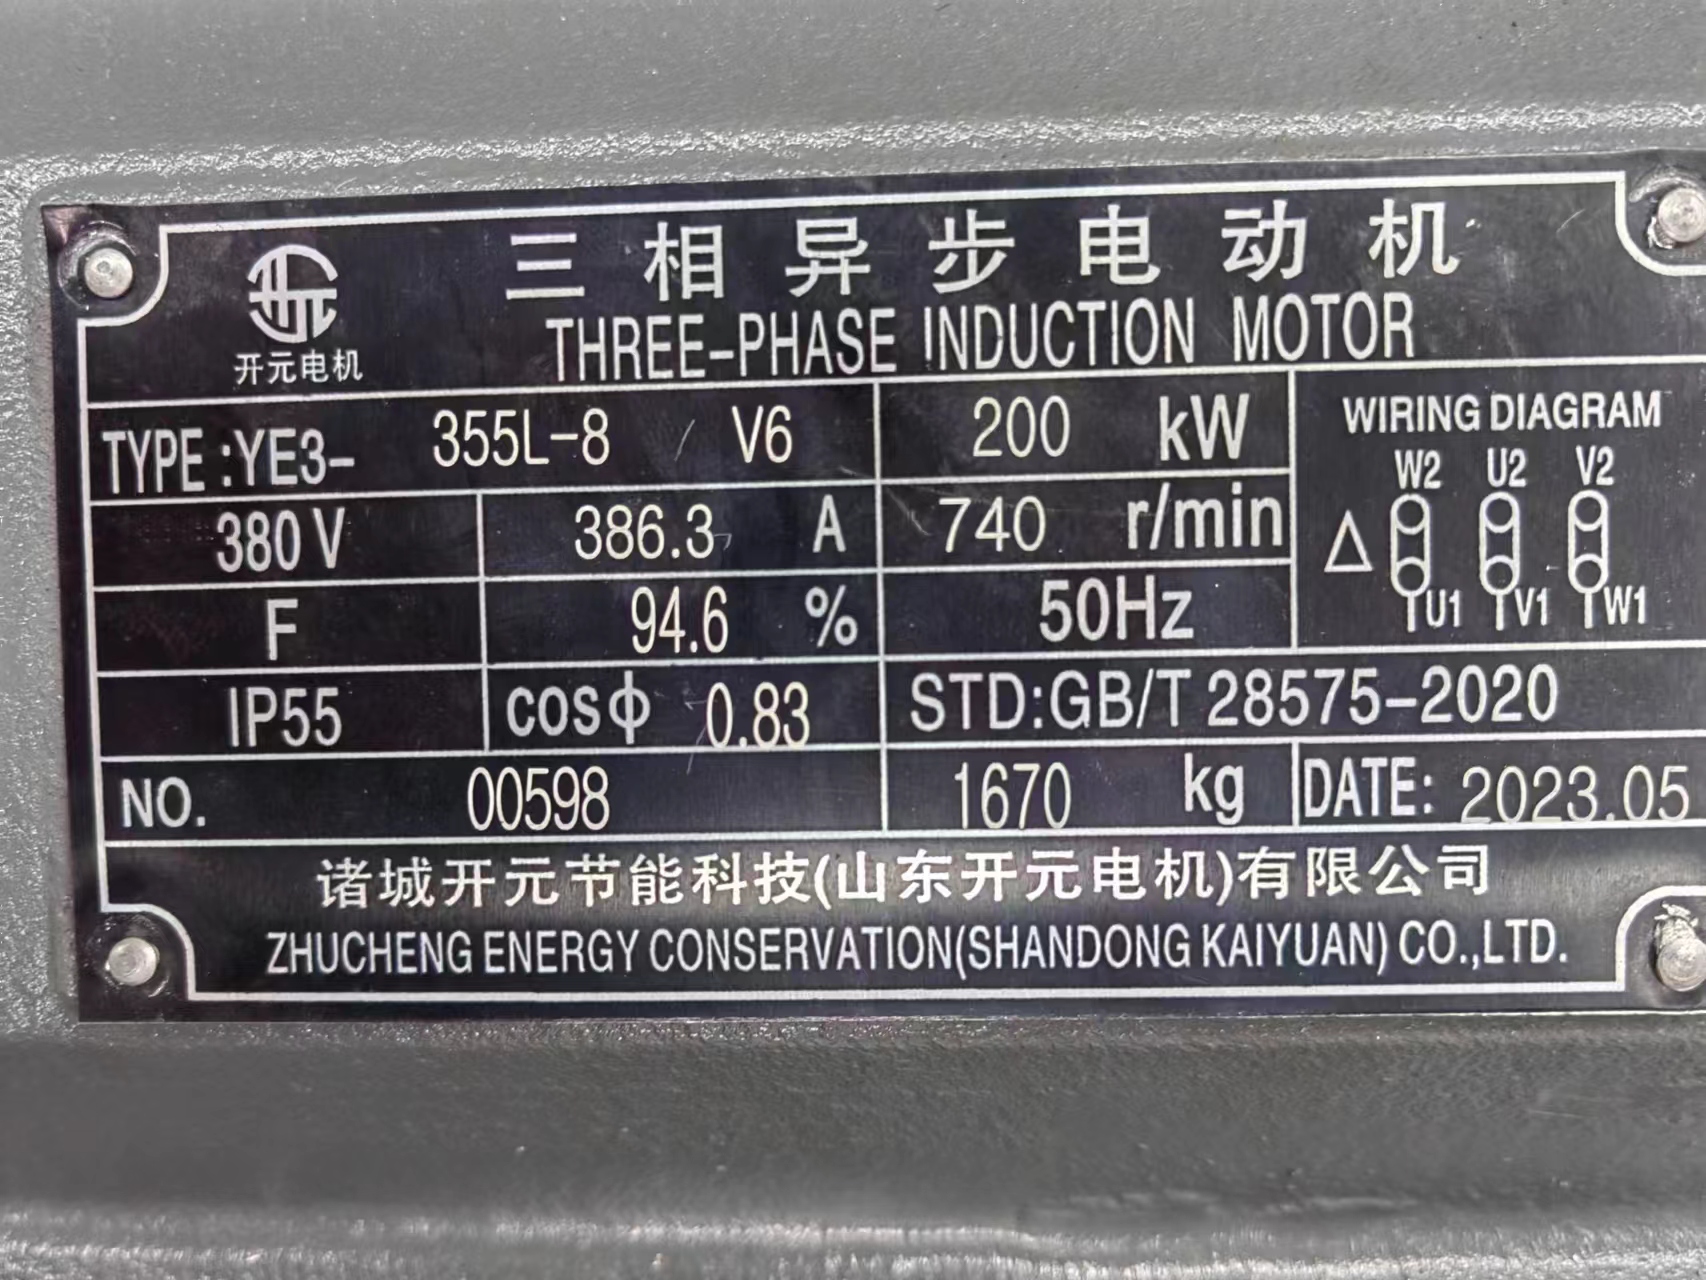 三相异步电动机
开元电机
THREE-PHASE INDUCTION MOTOR
TYPE:YE3- 355L-8 V6 200 kW
WIRING DIAGRAM
W2 U2 V2
△
U1 V1 W1
380V 386.3 A 740 r/min
F 94.6 % 50Hz
IP55 cosϕ 0.83 STD:GB/T 28575-2020
NO. 00598 1670 kg DATE: 2023.05
诸城开元节能科技(山东开元电机)有限公司
ZHUCHENG ENERGY CONSERVATION(SHANDONG KAIYUAN) CO.,LTD.